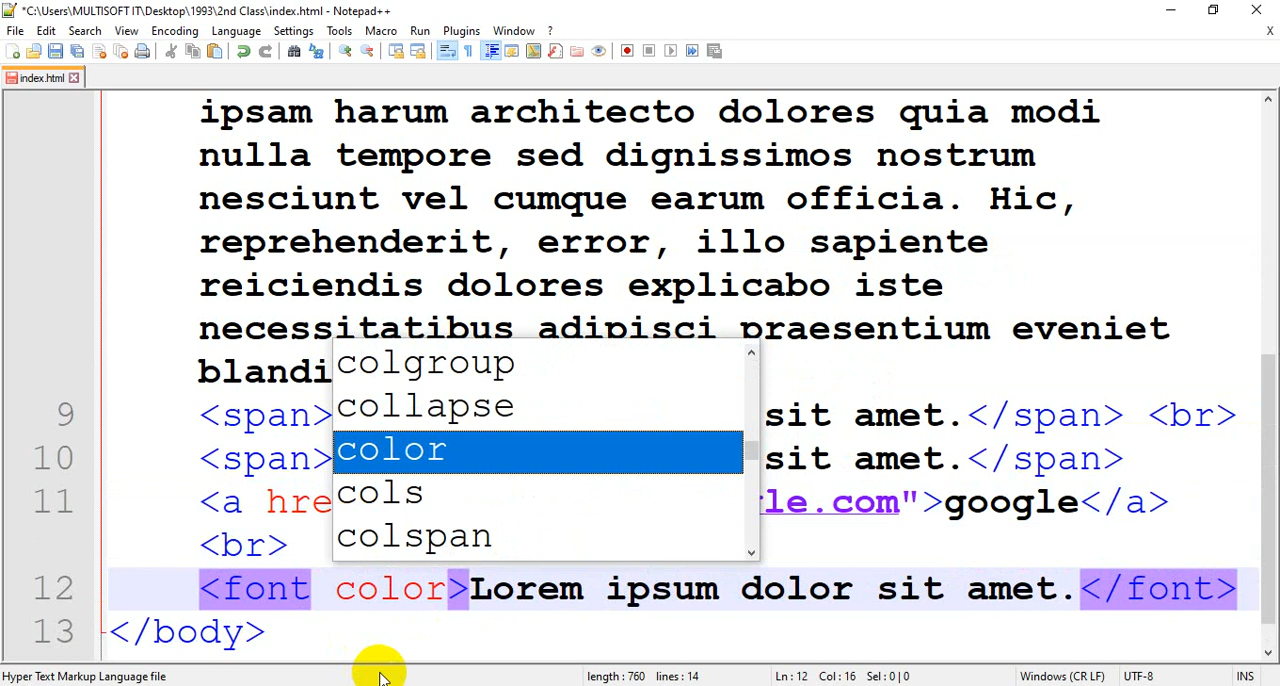 *C:\Users\MULTISOFT IT\Desktop\1993\2nd Class\index.html - Notepad++
File Edit Search View Encoding Language Settings Tools Macro Run Plugins Window ? X
index.html
ipsam harum architecto dolores quia modi
nulla tempore sed dignissimos nostrum
nesciunt vel cumque earum officia. Hic,
reprehenderit, error, illo sapiente
reiciendis dolores explicabo iste
necessitatibus adipisci praesentium eveniet
blandi
colgroup
collapse
color
cols
colspan
9 <span> sit amet.</span> <br>
10 <span> sit amet.</span>
11 <a hre le.com">google</a>
<br>
12 <font color>Lorem ipsum dolor sit amet.</font>
13 </body>
Hyper Text Markup Language file length : 760 lines : 14 Ln : 12 Col : 16 Sel : 0 | 0 Windows (CR LF) UTF-8 INS